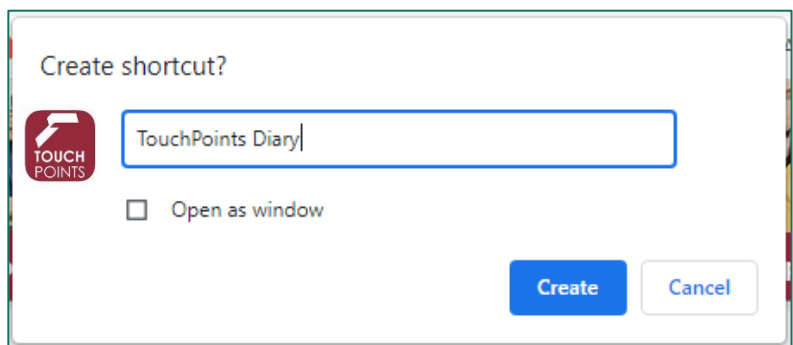 Create shortcut?
TOUCH
POINTS
TouchPoints Diary
Open as window
Create
Cancel